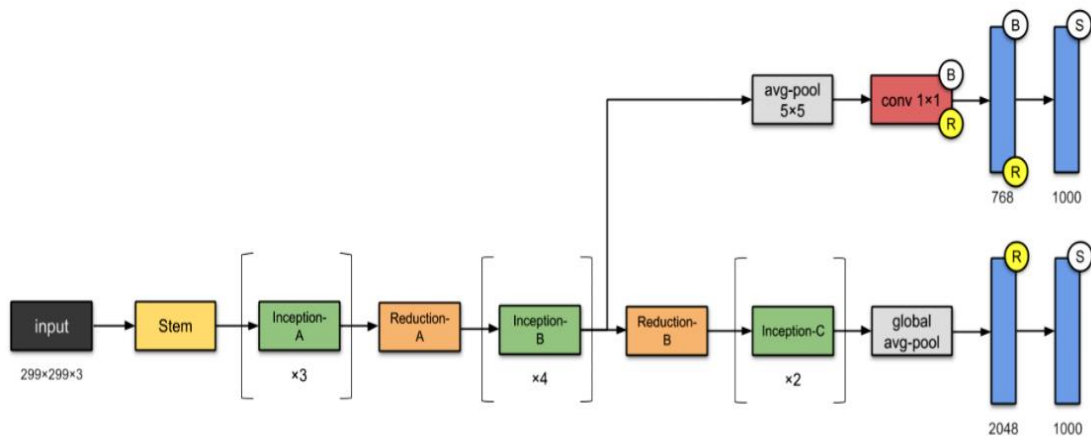 B
S
avg-pool
5×5
B
conv 1×1
R
R
768
1000
R
S
input
Stem
Inception-
A
Reduction-
A
Inception-
B
Reduction-
B
Inception-C
global
avg-pool
299×299×3
×3
×4
×2
2048
1000